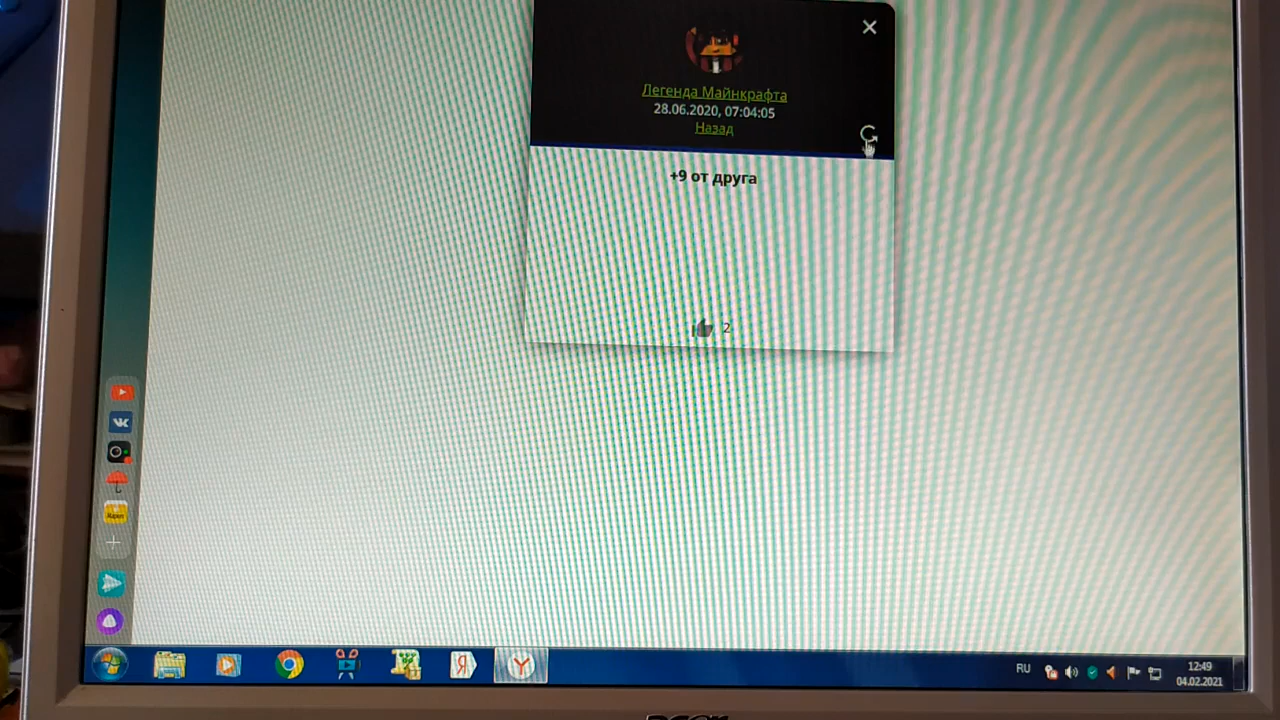 Легенда Майнкрафта
28.06.2020, 07:04:05
Назад
+9 от друга
2
RU
12:49
04.02.2021